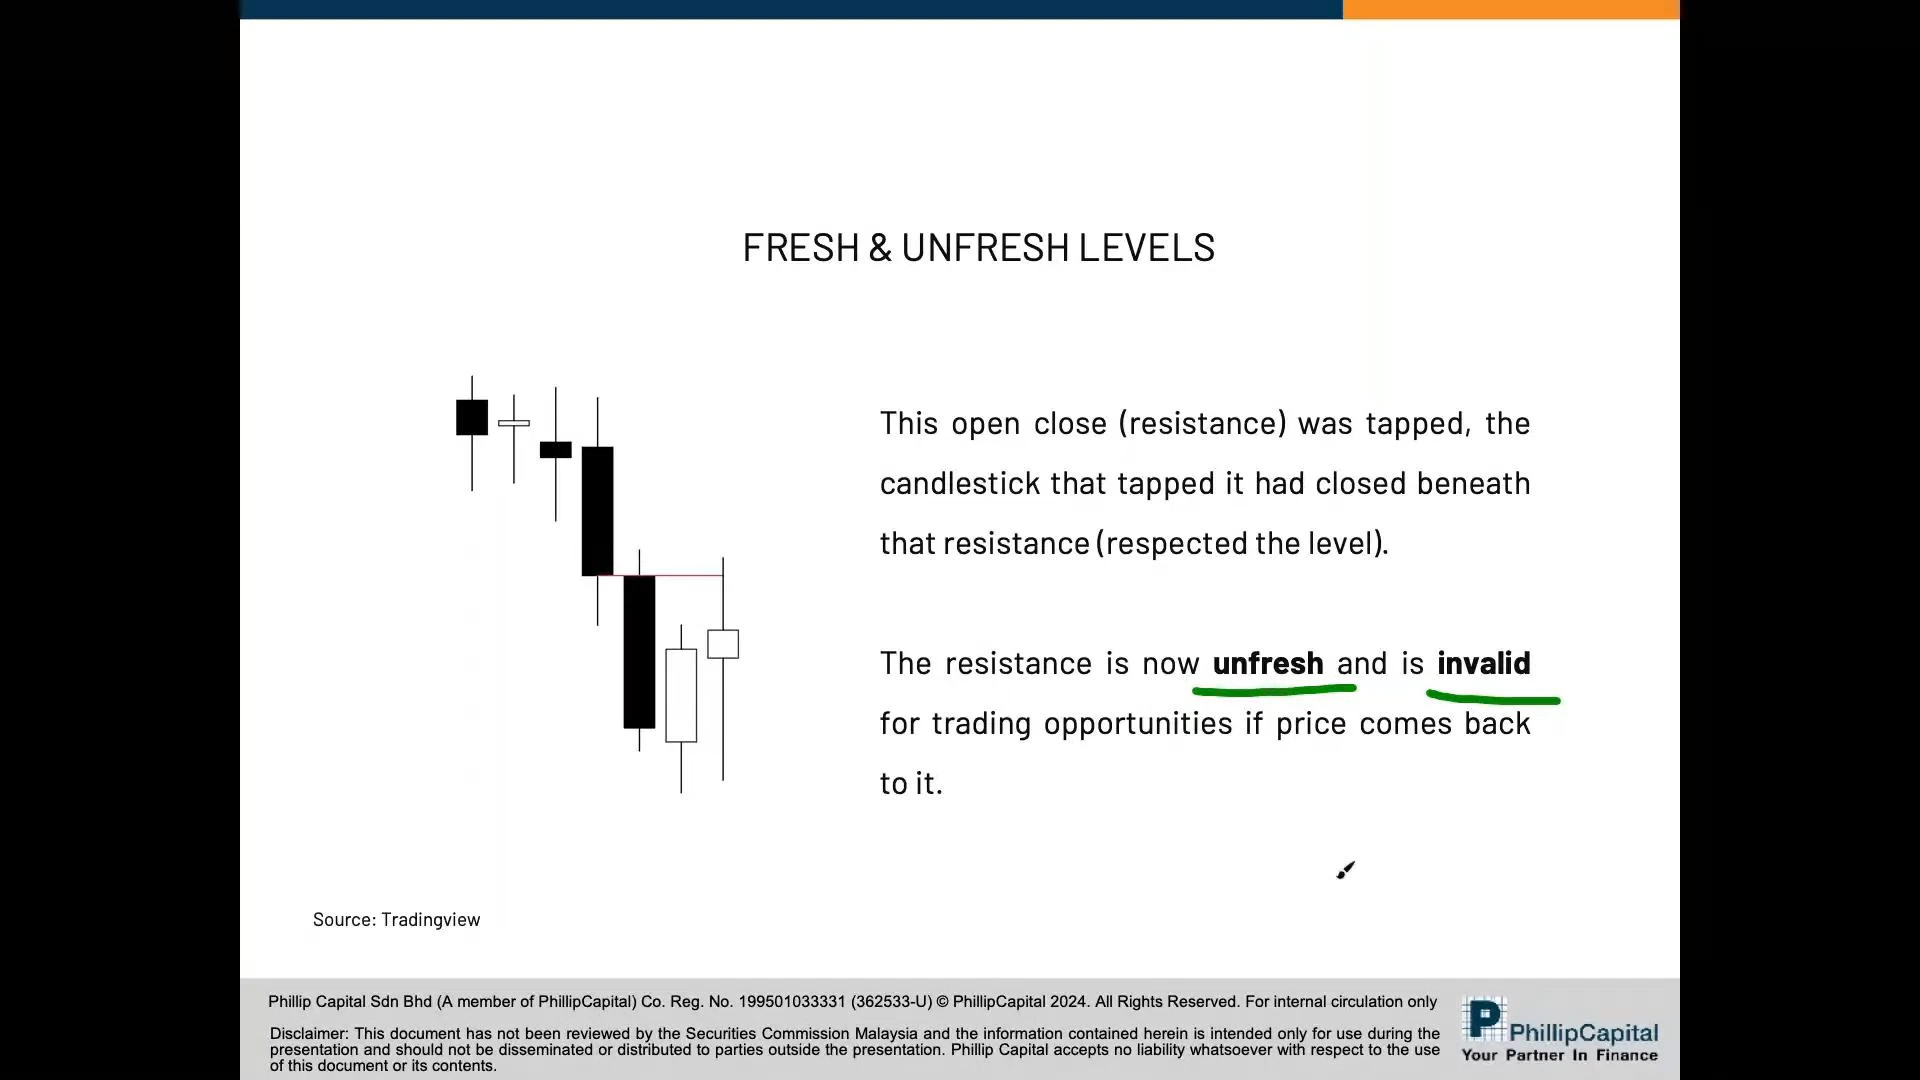 FRESH & UNFRESH LEVELS
This open close (resistance) was tapped, the
candlestick that tapped it had closed beneath
that resistance (respected the level).
The resistance is now unfresh and is invalid
for trading opportunities if price comes back
to it.
Source: Tradingview
Phillip Capital Sdn Bhd (A member of PhillipCapital) Co. Reg. No. 199501033331 (362533-U) © PhillipCapital 2024. All Rights Reserved. For internal circulation only
Disclaimer: This document has not been reviewed by the Securities Commission Malaysia and the information contained herein is intended only for use during the
presentation and should not be disseminated or distributed to parties outside the presentation. Phillip Capital accepts no liability whatsoever with respect to the use
of this document or its contents.
P
PhillipCapital
Your Partner In Finance